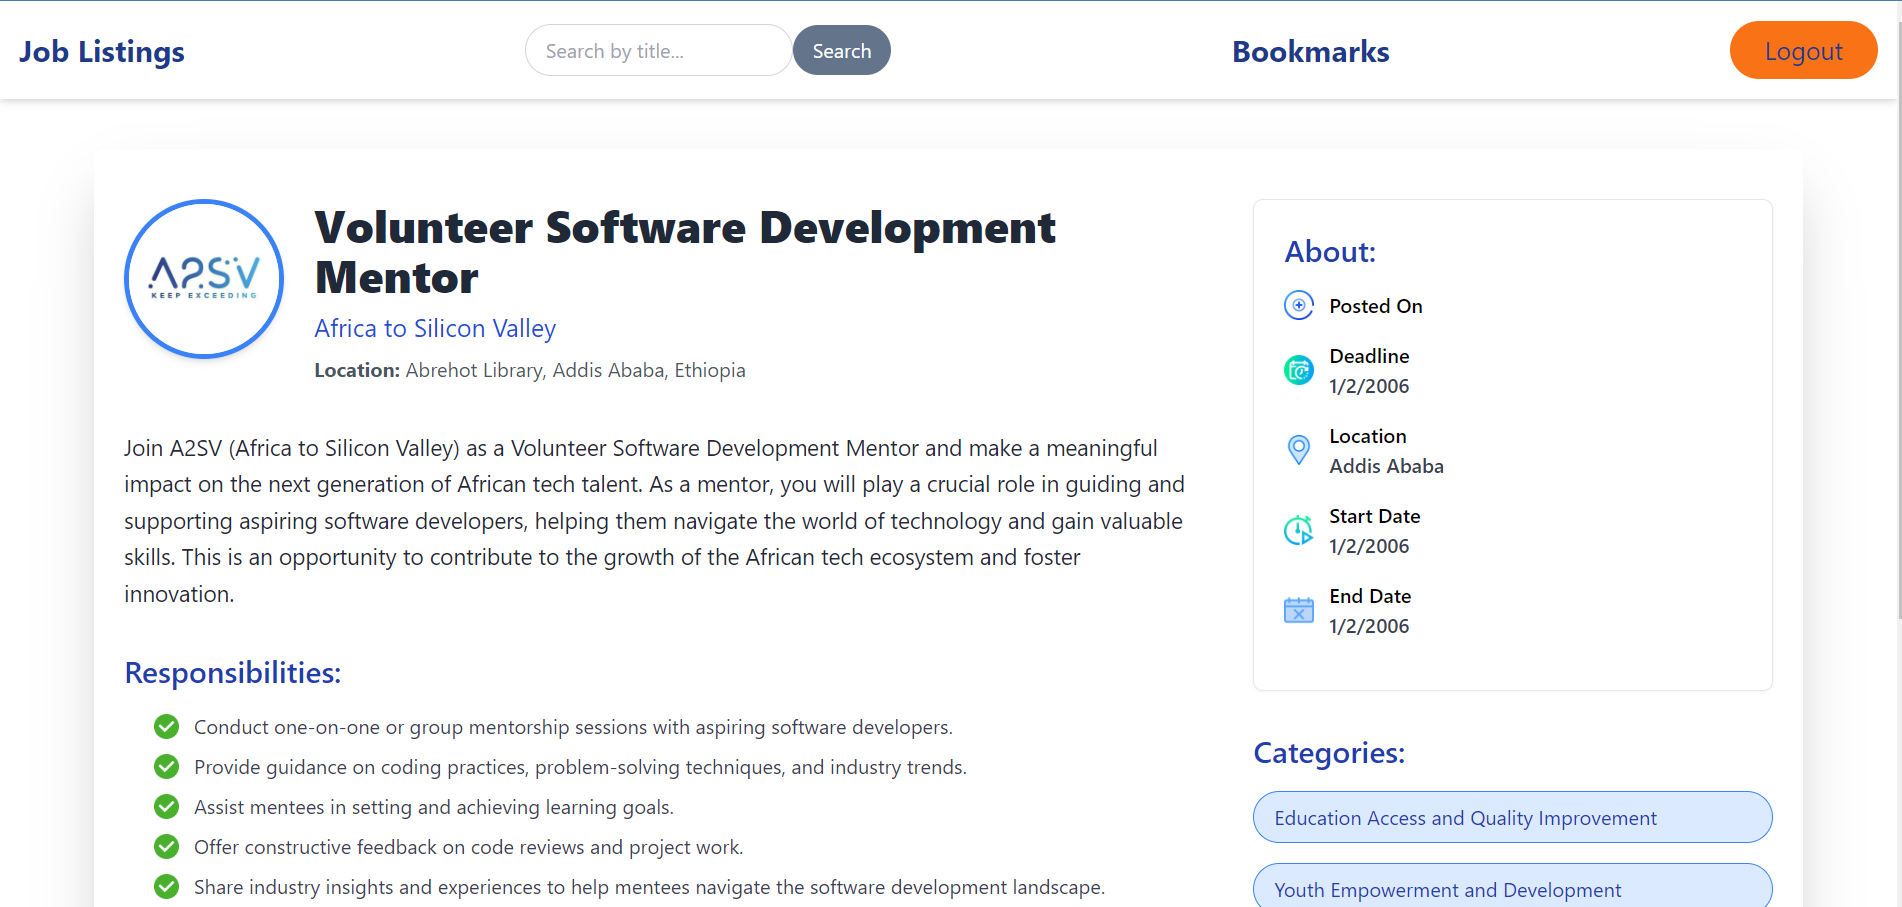 Job Listings
Search by title...
Search
Bookmarks
Logout
A2SV
KEEP EXCEEDING
Volunteer Software Development
Mentor
Africa to Silicon Valley
Location: Abrehot Library, Addis Ababa, Ethiopia
Join A2SV (Africa to Silicon Valley) as a Volunteer Software Development Mentor and make a meaningful
impact on the next generation of African tech talent. As a mentor, you will play a crucial role in guiding and
supporting aspiring software developers, helping them navigate the world of technology and gain valuable
skills. This is an opportunity to contribute to the growth of the African tech ecosystem and foster
innovation.
Responsibilities:
Conduct one-on-one or group mentorship sessions with aspiring software developers.
Provide guidance on coding practices, problem-solving techniques, and industry trends.
Assist mentees in setting and achieving learning goals.
Offer constructive feedback on code reviews and project work.
Share industry insights and experiences to help mentees navigate the software development landscape.
About:
Posted On
Deadline
1/2/2006
Location
Addis Ababa
Start Date
1/2/2006
End Date
1/2/2006
Categories:
Education Access and Quality Improvement
Youth Empowerment and Development